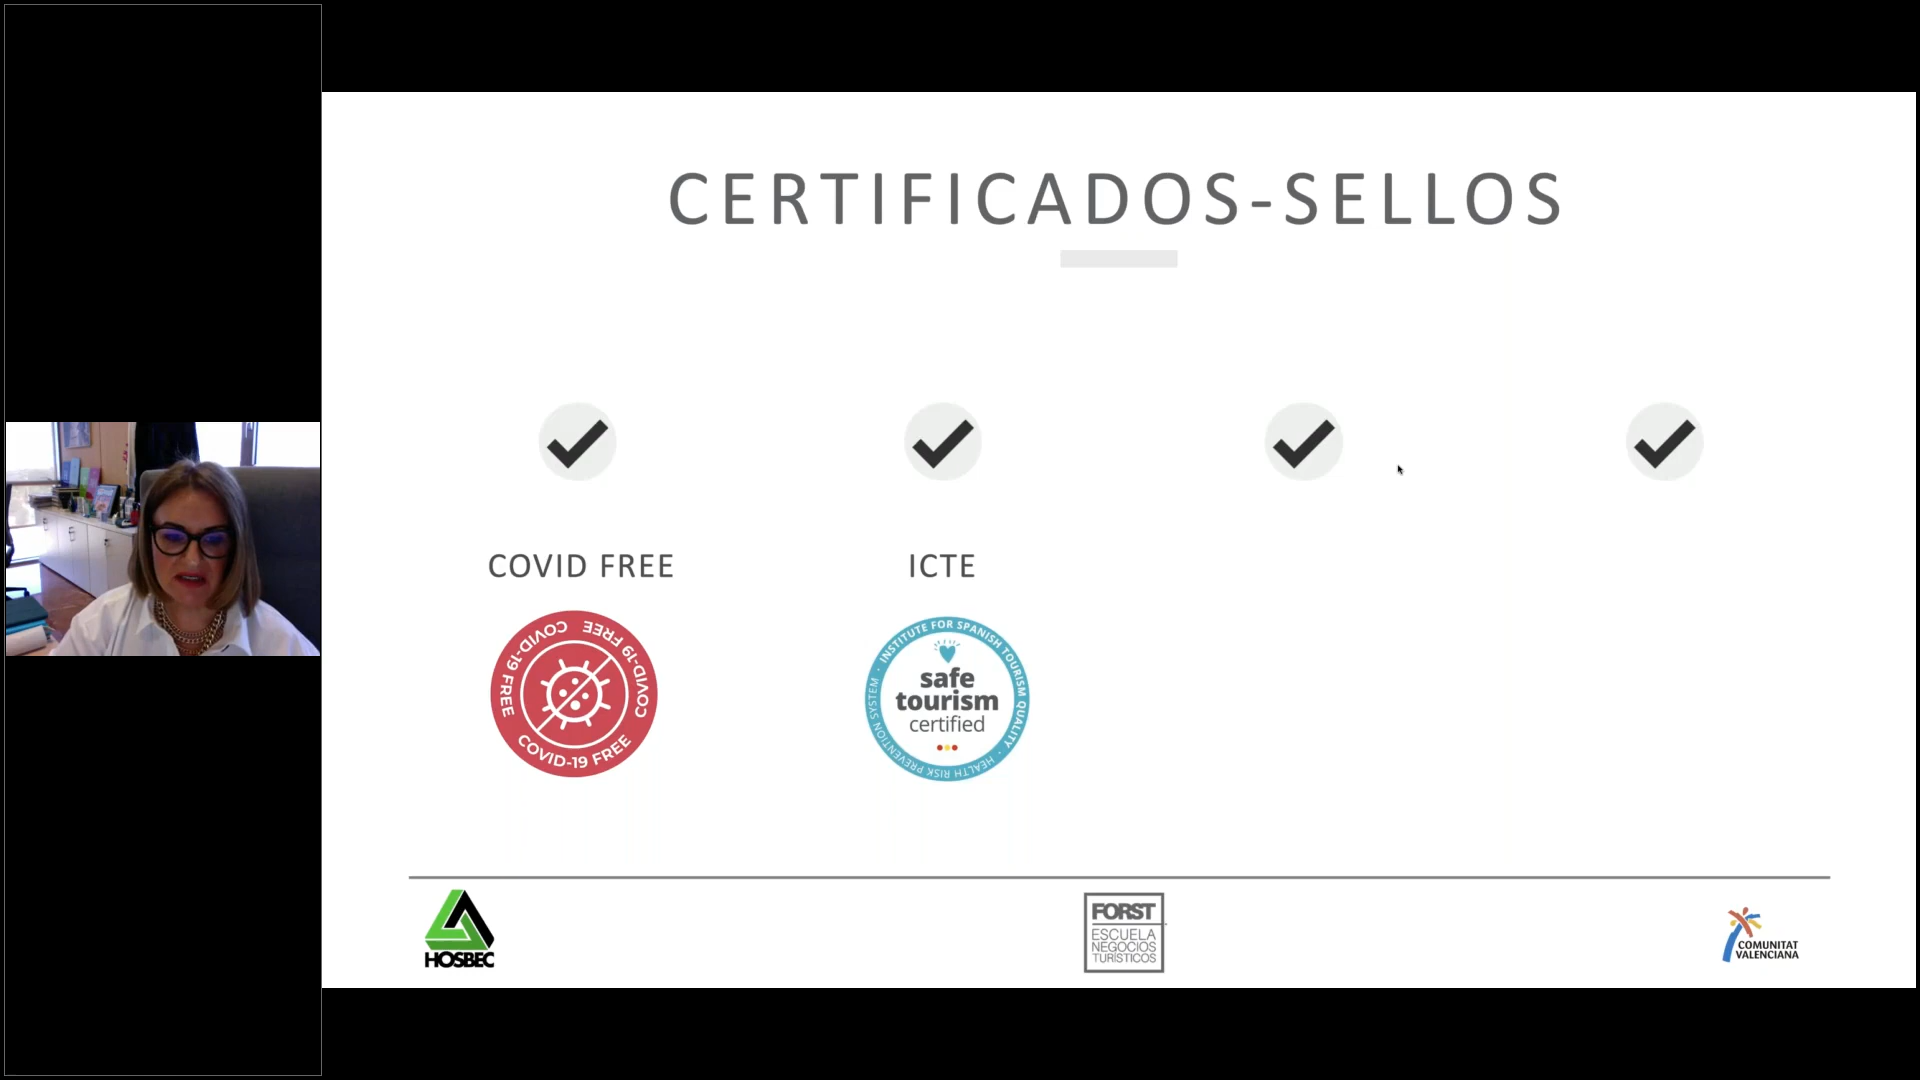 CERTIFICADOS-SELLOS
COVID FREE
ICTE
COVID-19 FREE COVID-19 FREE COVID-19 FREE
INSTITUTE FOR SPANISH TOURISM QUALITY · HEALTH RISK PREVENTION SYSTEM ·
safe
tourism
certified
HOSBEC
FORST
ESCUELA
NEGOCIOS
TURÍSTICOS
COMUNITAT
VALENCIANA